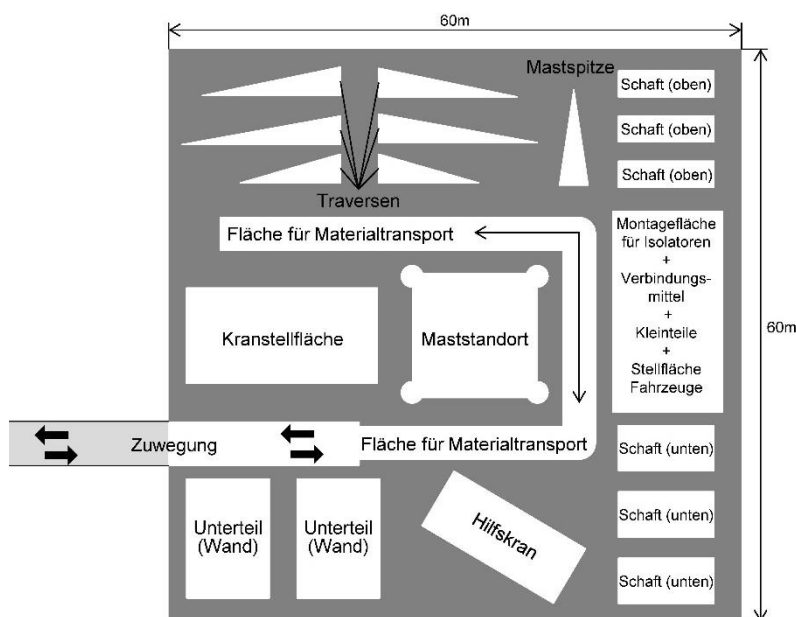 60m
Mastspitze
Schaft (oben)
Schaft (oben)
Schaft (oben)
Traversen
Fläche für Materialtransport
Montagefläche
für Isolatoren
+
Verbindungs-
mittel
+
Kleinteile
+
Stellfläche
Fahrzeuge
60m
Kranstellfläche
Maststandort
Zuwegung
Fläche für Materialtransport
Schaft (unten)
Unterteil
(Wand)
Unterteil
(Wand)
Hilfskran
Schaft (unten)
Schaft (unten)